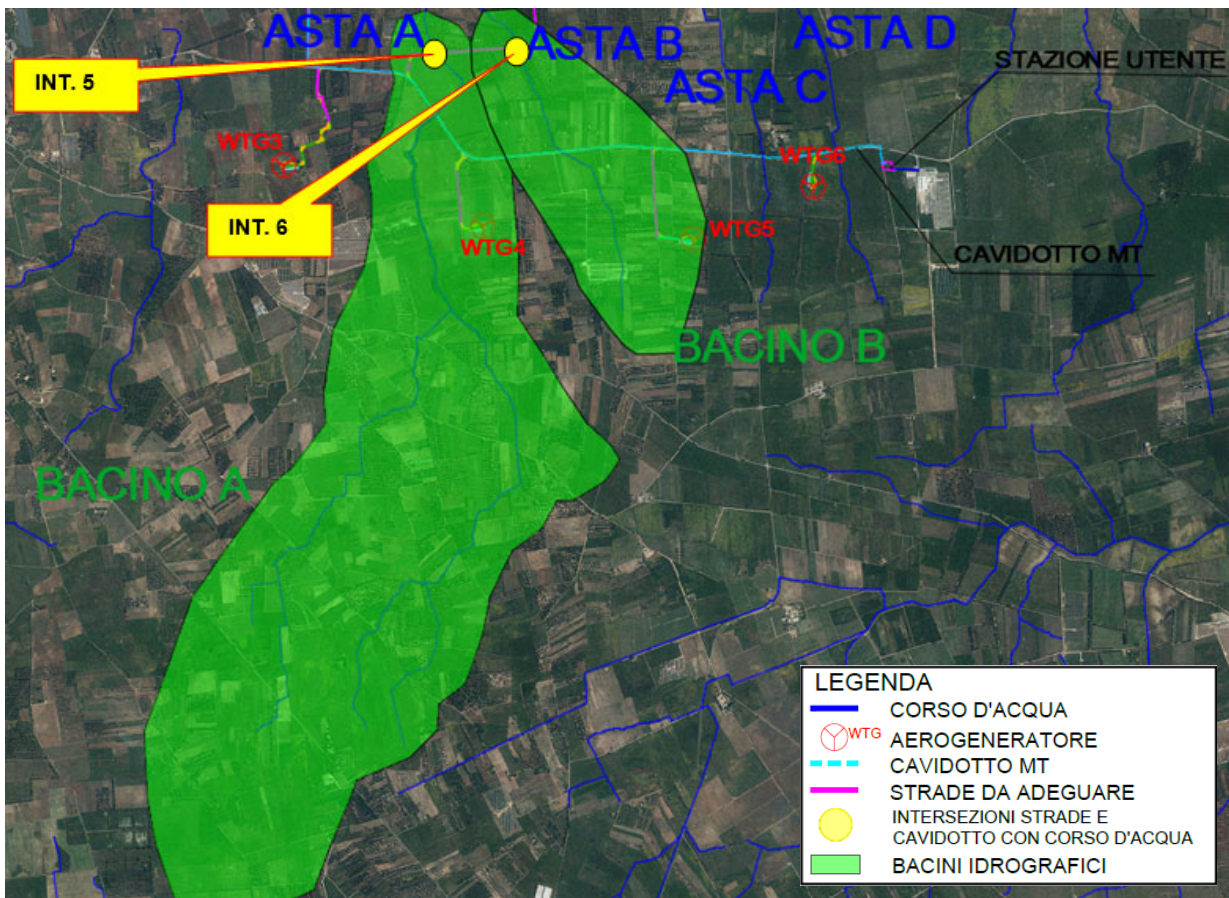 ASTA A
ASTA B
ASTA D
STAZIONE UTENTE
INT. 5
ASTA C
WTG3
WTG6
INT. 6
WTG4
WTG5
CAVIDOTTO MT
BACINO B
BACINO A
LEGENDA
CORSO D'ACQUA
WTG AEROGENERATORE
CAVIDOTTO MT
STRADE DA ADEGUARE
INTERSEZIONI STRADE E
CAVIDOTTO CON CORSO D'ACQUA
BACINI IDROGRAFICI